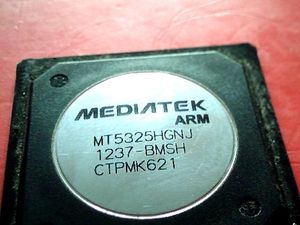 MEDIATEK
ARM
MT5325HGNJ
1237-BMSH
CTPMK621